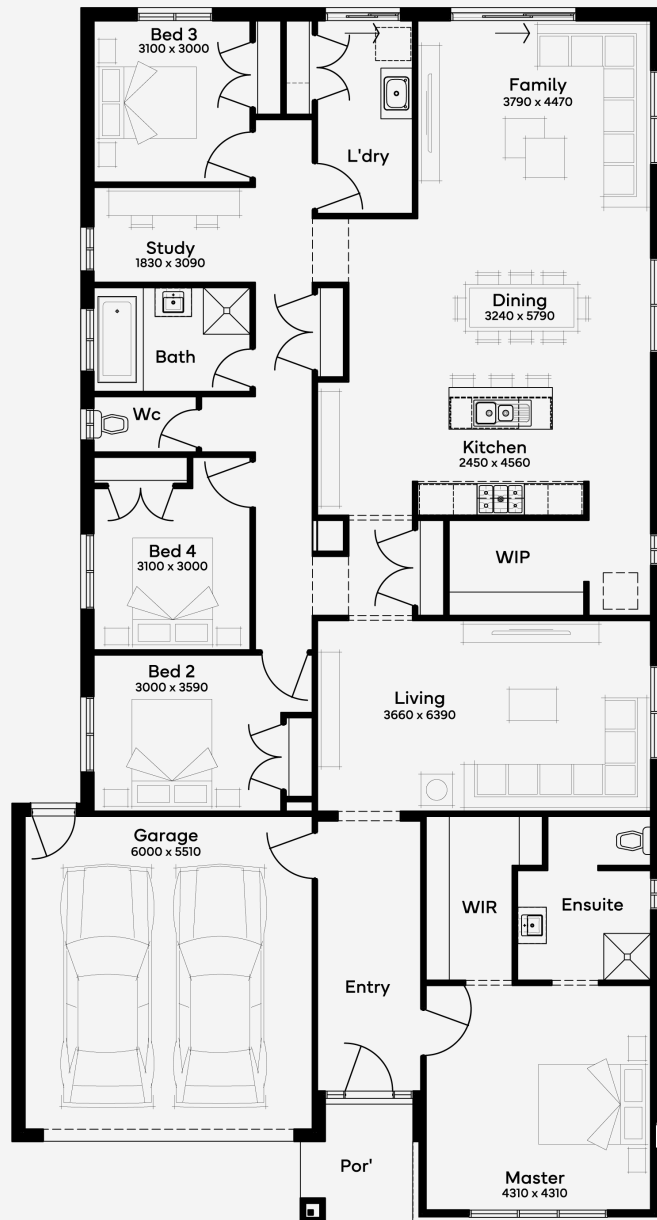 Bed 3
3100 x 3000
Family
3790 x 4470
L'dry
Study
1830 x 3090
Dining
3240 x 5790
Bath
Wc
Kitchen
2450 x 4560
Bed 4
3100 x 3000
WIP
Bed 2
3000 x 3590
Living
3660 x 6390
Garage
6000 x 5510
WIR
Ensuite
Entry
Por'
Master
4310 x 4310